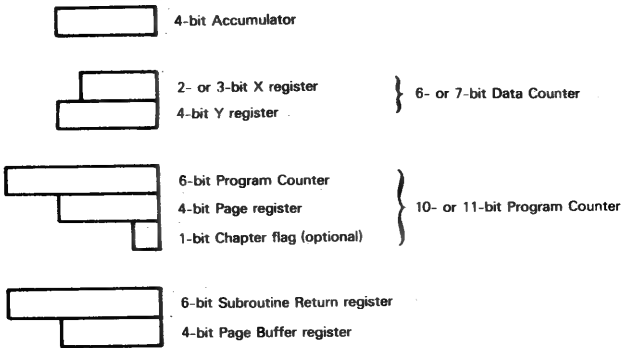 4-bit Accumulator
2- or 3-bit X register
4-bit Y register
6- or 7-bit Data Counter
6-bit Program Counter
4-bit Page register
1-bit Chapter flag (optional)
10- or 11-bit Program Counter
6-bit Subroutine Return register
4-bit Page Buffer register